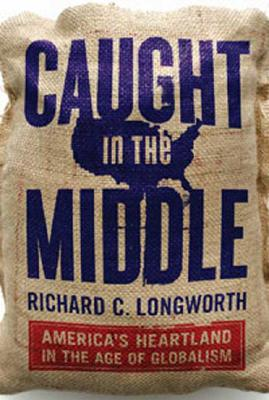 CAUGHT
IN THE
MIDDLE
RICHARD C. LONGWORTH
AMERICA'S HEARTLAND
IN THE AGE OF GLOBALISM